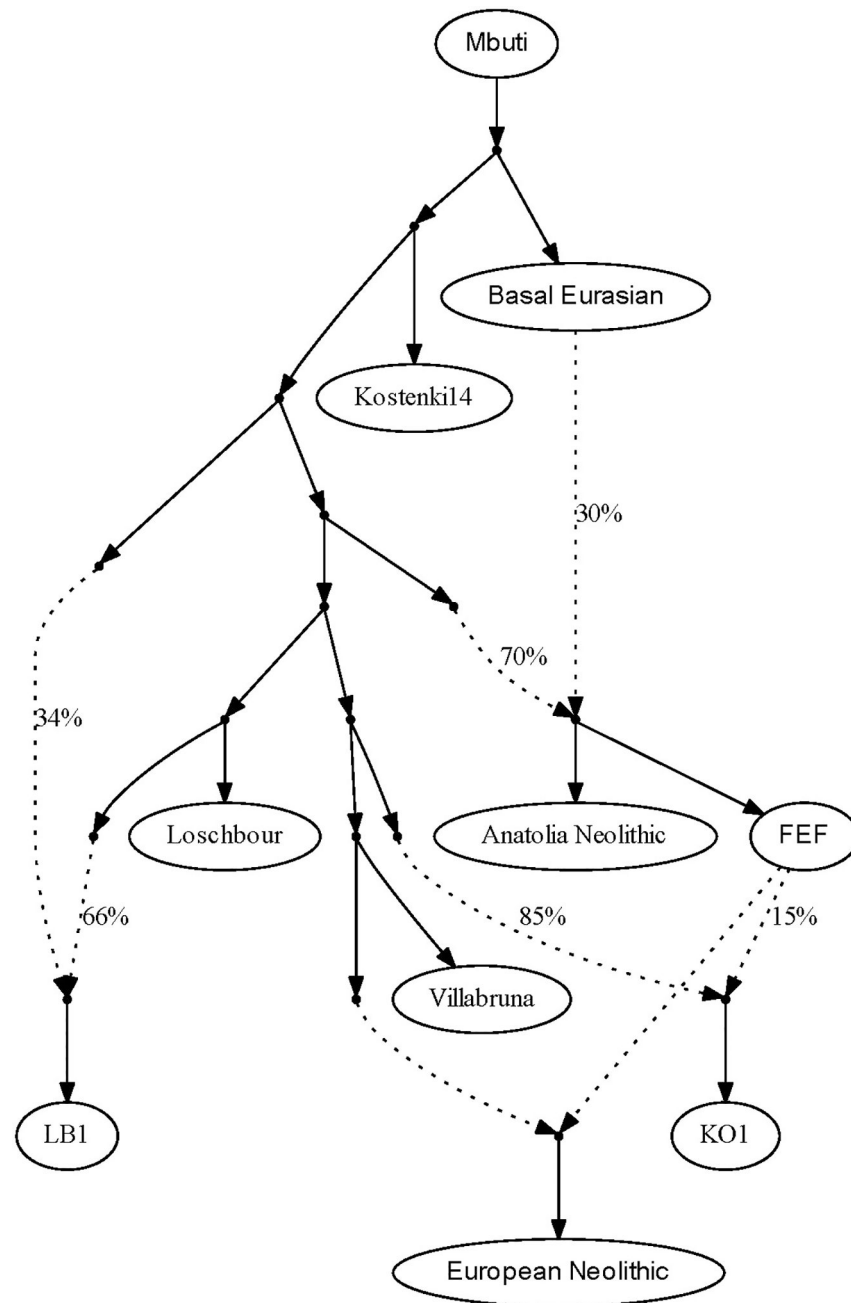 Mbuti
Basal Eurasian
Kostenki14
30%
70%
34%
Loschbour
Anatolia Neolithic
FEF
66%
85%
15%
Villabruna
LB1
KO1
European Neolithic